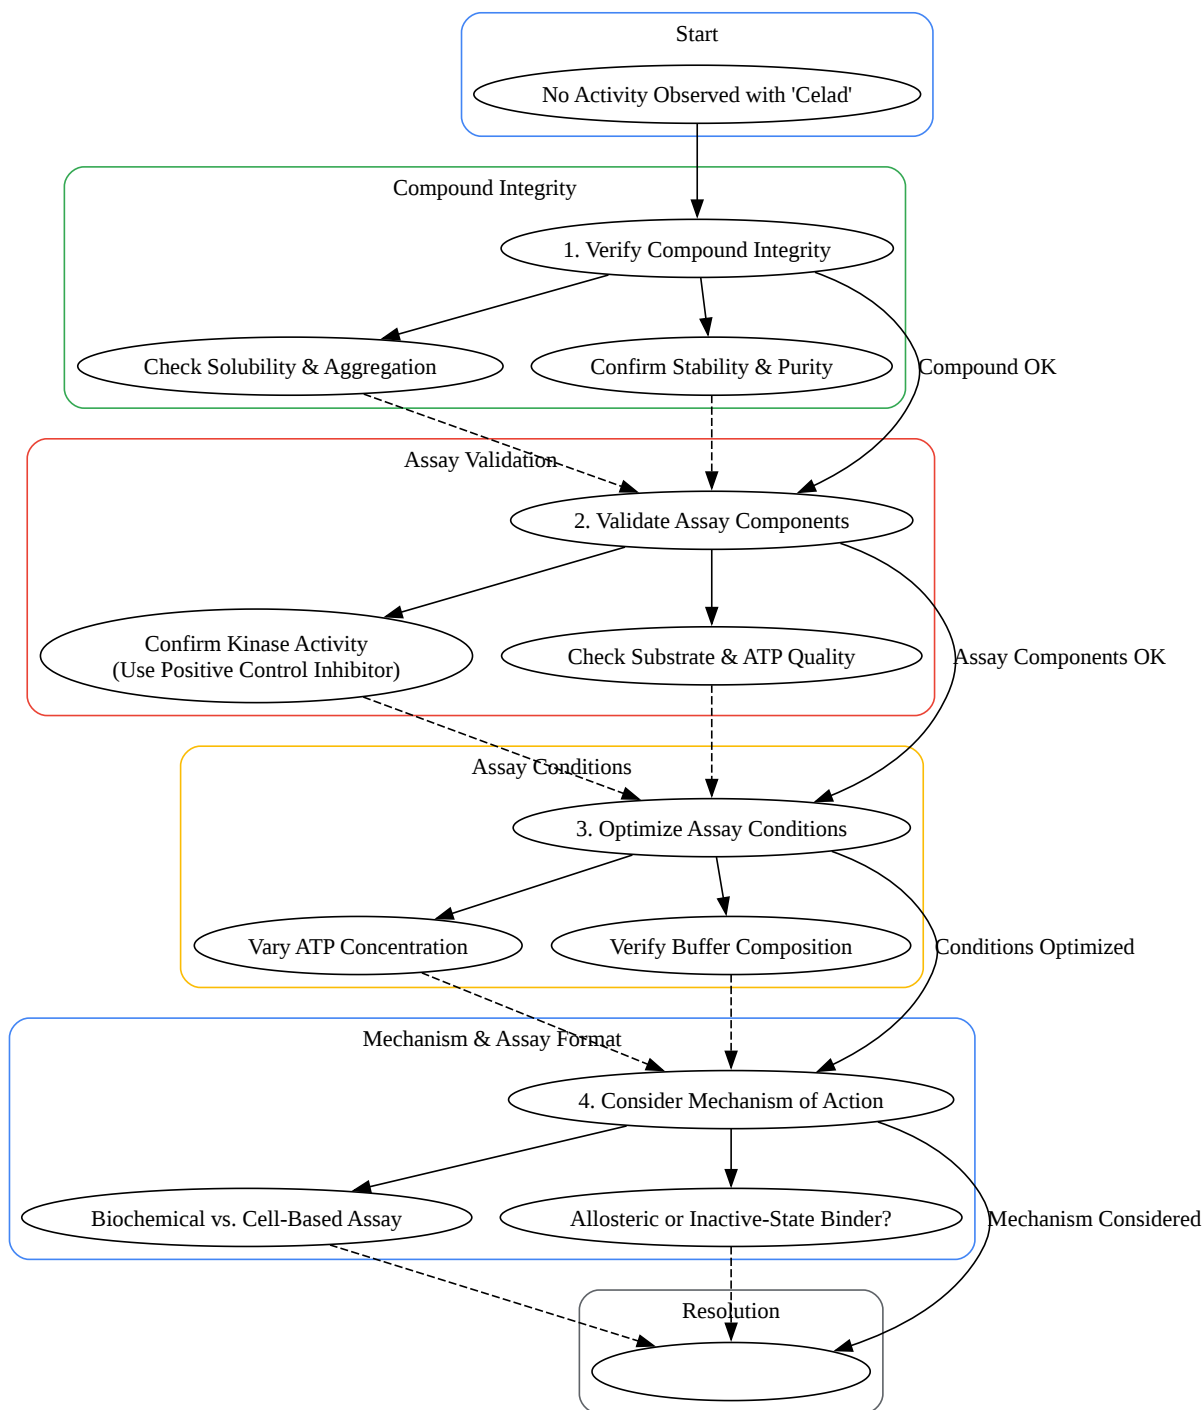 Start
No Activity Observed with 'Celad'
Compound Integrity
1. Verify Compound Integrity
Check Solubility & Aggregation
Confirm Stability & Purity
Compound OK
Assay Validation
2. Validate Assay Components
Confirm Kinase Activity
(Use Positive Control Inhibitor)
Check Substrate & ATP Quality
Assay Components OK
Assay Conditions
3. Optimize Assay Conditions
Vary ATP Concentration
Verify Buffer Composition
Conditions Optimized
Mechanism & Assay Format
4. Consider Mechanism of Action
Biochemical vs. Cell-Based Assay
Allosteric or Inactive-State Binder?
Mechanism Considered
Resolution